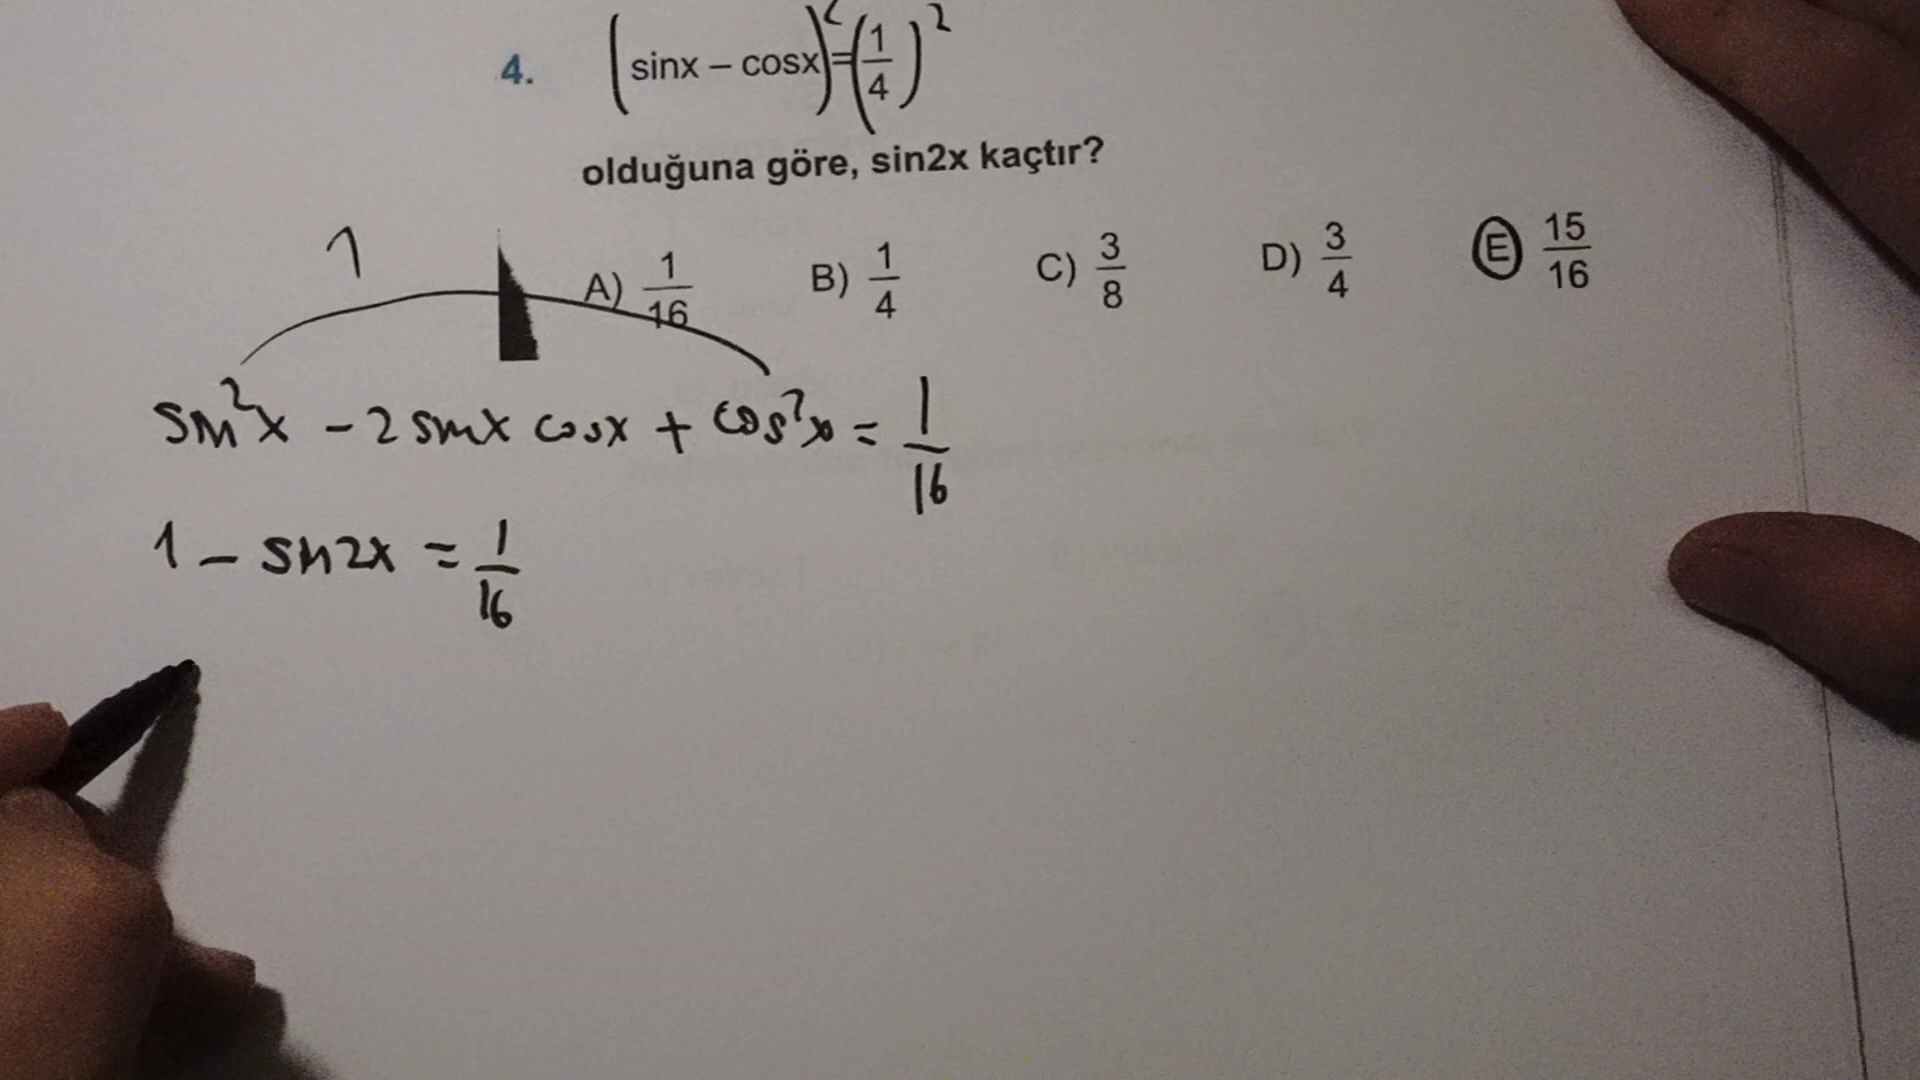 4. (sinx – cosx)² = (1/4)²
olduğuna göre, sin2x kaçtır?
A) 1/16 B) 1/4 C) 3/8 D) 3/4 E) 15/16
1
sin²x - 2 sinx cosx + cos²x = 1/16
1 - sin2x = 1/16